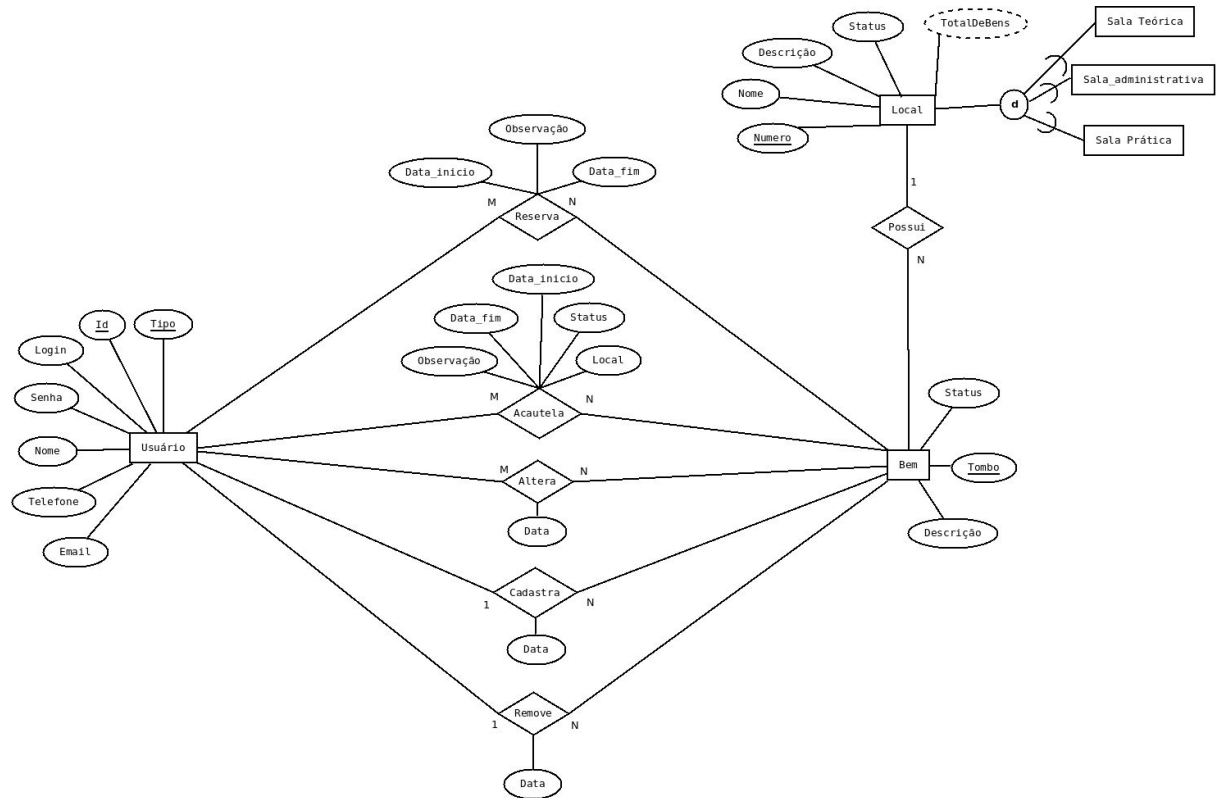 TotalDeBens
Sala Teórica
Status
Descrição
Sala_administrativa
Nome
d
Local
Numero
Sala Prática
Observação
Data_inicio
Data_fim
1
M
N
Reserva
Possui
N
Data_inicio
Data_fim
Status
Id
Tipo
Login
Observação
Local
Senha
M
N
Status
Acautela
Usuário
Nome
Bem
Tombo
M
N
Altera
Telefone
Data
Descrição
Email
Cadastra
1
N
Data
Remove
1
N
Data